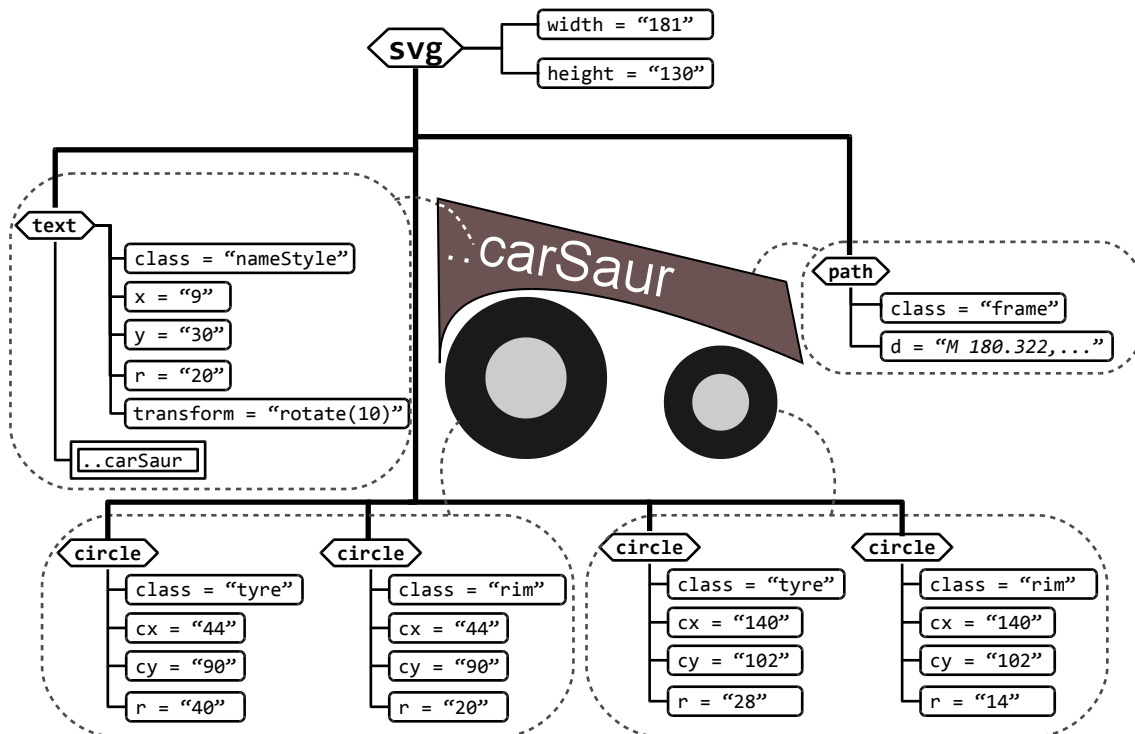 svg
width = “181”
height = “130”
text
class = “nameStyle”
x = “9”
y = “30”
r = “20”
transform = “rotate(10)”
..carSaur
..carSaur
path
class = “frame”
d = “M 180.322,...”
circle
class = “tyre”
cx = “44”
cy = “90”
r = “40”
circle
class = “rim”
cx = “44”
cy = “90”
r = “20”
circle
class = “tyre”
cx = “140”
cy = “102”
r = “28”
circle
class = “rim”
cx = “140”
cy = “102”
r = “14”